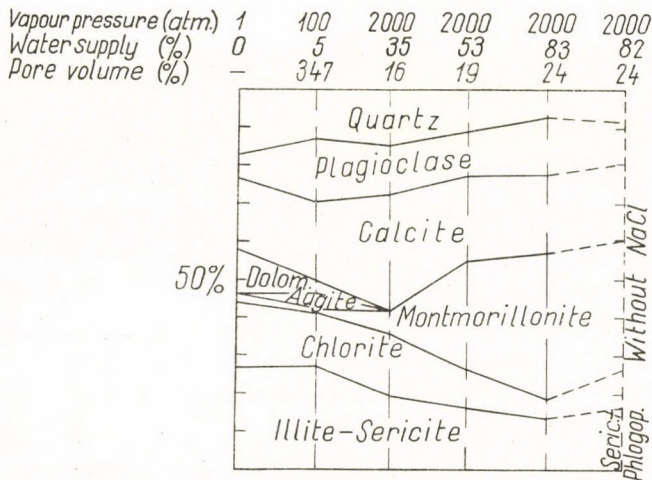 Vapour pressure (atm.) 1 100 2000 2000 2000 2000
Water supply (%) 0 5 35 53 83 82
Pore volume (%) – 347 16 19 24 24
Quartz
Plagioclase
Calcite
50%
Dolom.
Augite
Montmorillonite
Chlorite
Illite–Sericite
Without NaCl
Serict.
Phlogop.